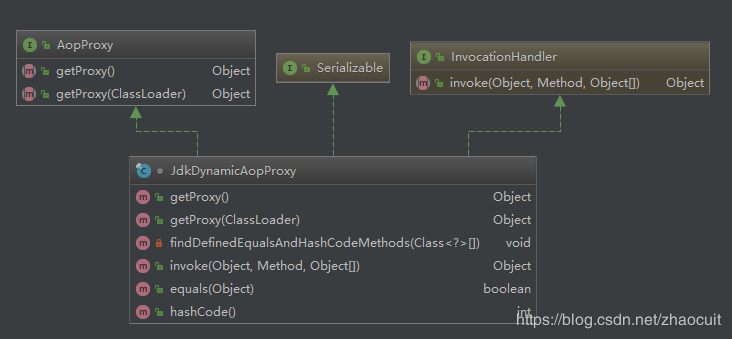 AopProxy
getProxy() Object
getProxy(ClassLoader) Object
Serializable
InvocationHandler
invoke(Object, Method, Object[]) Object
JdkDynamicAopProxy
getProxy() Object
getProxy(ClassLoader) Object
findDefinedEqualsAndHashCodeMethods(Class<?>[]) void
invoke(Object, Method, Object[]) Object
equals(Object) boolean
hashCode() int
https://blog.csdn.net/zhaocuit